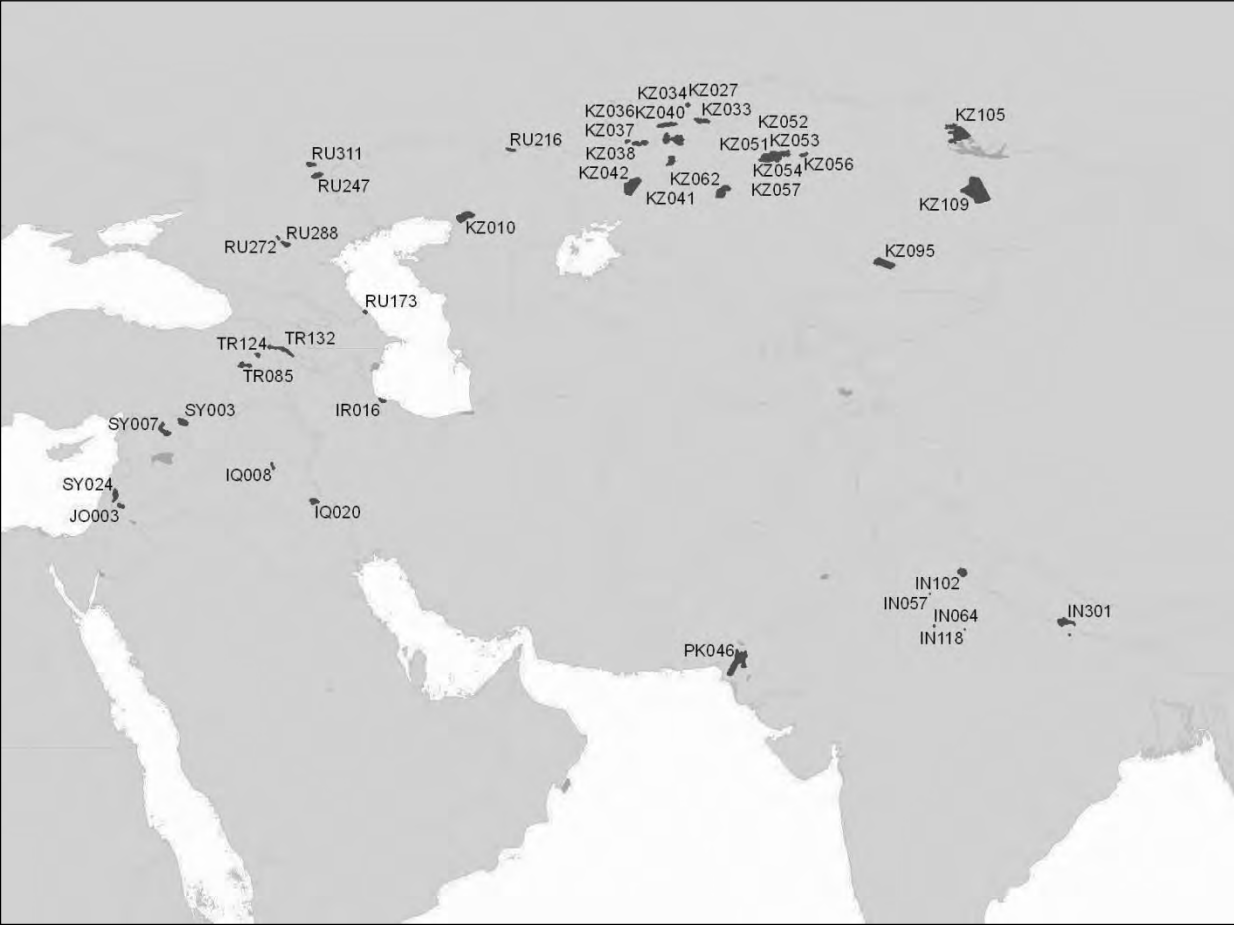 KZ034 KZ027
KZ036 KZ040 KZ033
KZ105
KZ052
KZ037
RU216
KZ051 KZ053
RU311
KZ038
KZ056
KZ054
KZ042 KZ062
RU247
KZ057
KZ041
KZ109
KZ010
RU288
RU272
KZ095
RU173
TR132
TR124
TR085
IR016
SY003
SY007
IQ008
SY024
IQ020
JO003
IN102
IN057
IN301
IN064
IN118
PK046